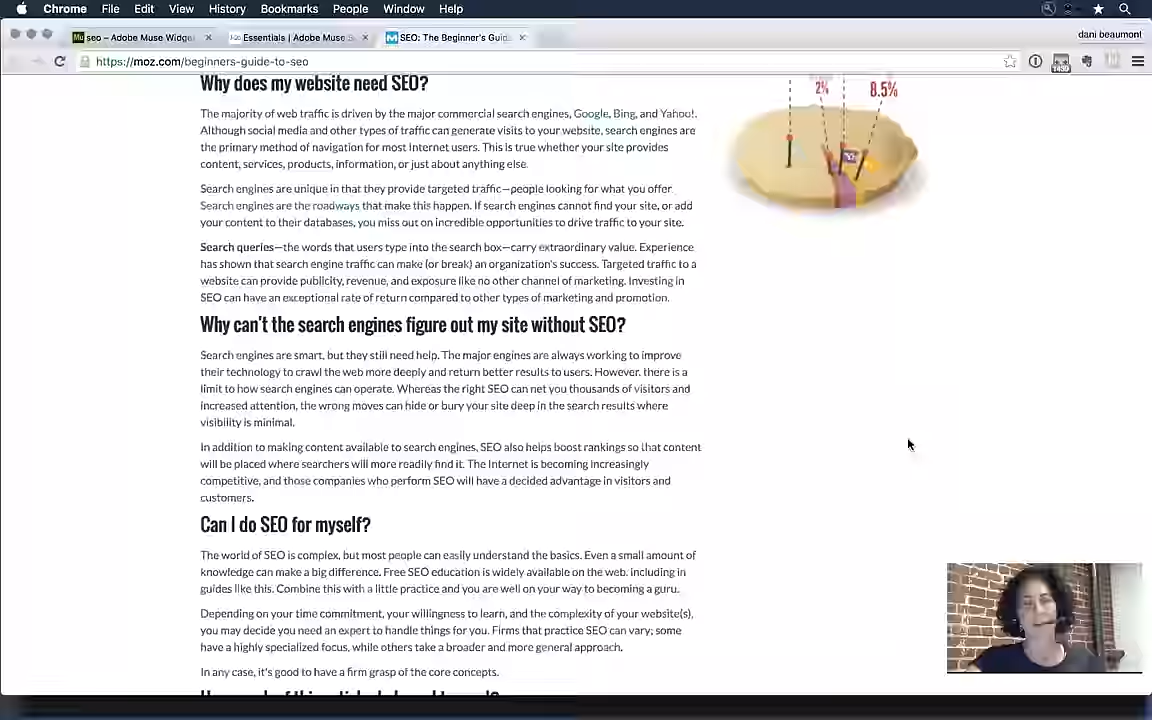 Chrome File Edit View History Bookmarks People Window Help
seo – Adobe Muse Widge
Essentials | Adobe Muse
SEO: The Beginner's Guid
dani beaumont
https://moz.com/beginners-guide-to-seo
Why does my website need SEO?
The majority of web traffic is driven by the major commercial search engines, Google, Bing, and Yahoo!.
Although social media and other types of traffic can generate visits to your website, search engines are
the primary method of navigation for most Internet users. This is true whether your site provides
content, services, products, information, or just about anything else.
Search engines are unique in that they provide targeted traffic—people looking for what you offer.
Search engines are the roadways that make this happen. If search engines cannot find your site, or add
your content to their databases, you miss out on incredible opportunities to drive traffic to your site.
Search queries—the words that users type into the search box—carry extraordinary value. Experience
has shown that search engine traffic can make (or break) an organization's success. Targeted traffic to a
website can provide publicity, revenue, and exposure like no other channel of marketing. Investing in
SEO can have an exceptional rate of return compared to other types of marketing and promotion.
2%
8.5%
Why can't the search engines figure out my site without SEO?
Search engines are smart, but they still need help. The major engines are always working to improve
their technology to crawl the web more deeply and return better results to users. However, there is a
limit to how search engines can operate. Whereas the right SEO can net you thousands of visitors and
increased attention, the wrong moves can hide or bury your site deep in the search results where
visibility is minimal.
In addition to making content available to search engines, SEO also helps boost rankings so that content
will be placed where searchers will more readily find it. The Internet is becoming increasingly
competitive, and those companies who perform SEO will have a decided advantage in visitors and
customers.
Can I do SEO for myself?
The world of SEO is complex, but most people can easily understand the basics. Even a small amount of
knowledge can make a big difference. Free SEO education is widely available on the web, including in
guides like this. Combine this with a little practice and you are well on your way to becoming a guru.
Depending on your time commitment, your willingness to learn, and the complexity of your website(s),
you may decide you need an expert to handle things for you. Firms that practice SEO can vary; some
have a highly specialized focus, while others take a broader and more general approach.
In any case, it's good to have a firm grasp of the core concepts.